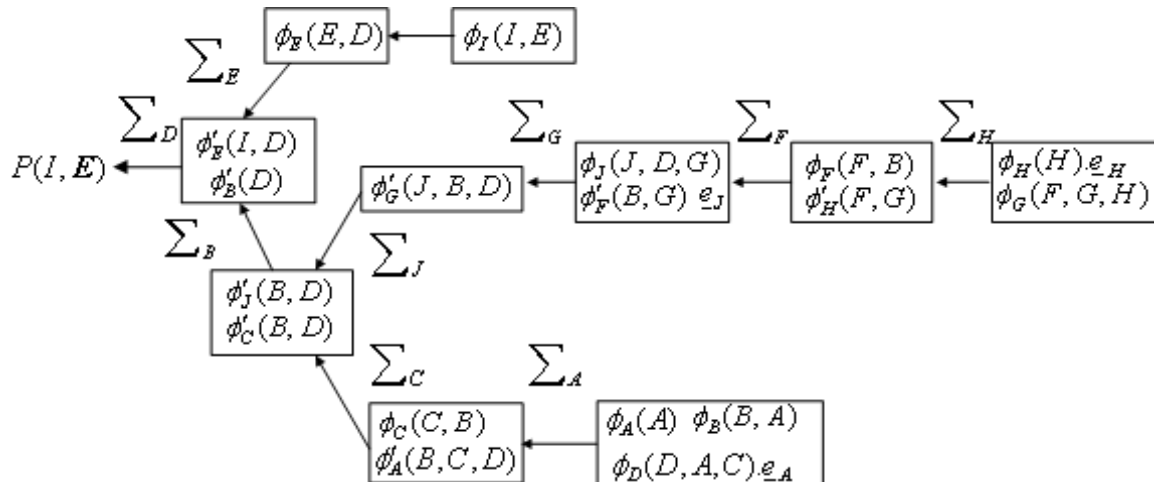 ϕ_E(E, D)
ϕ_I(I, E)
∑_E
∑_D
ϕ′_E(I, D)
ϕ′_B(D)
P(I, E)
∑_G
∑_F
∑_H
ϕ_J(J, D, G)
ϕ′_F(B, G) e_J
ϕ_F(F, B)
ϕ′_H(F, G)
ϕ_H(H).e_H
ϕ_G(F, G, H)
ϕ′_G(J, B, D)
∑_B
∑_J
ϕ′_J(B, D)
ϕ′_C(B, D)
∑_C
∑_A
ϕ_C(C, B)
ϕ′_A(B, C, D)
ϕ_A(A) ϕ_B(B, A)
ϕ_D(D, A, C).e_A